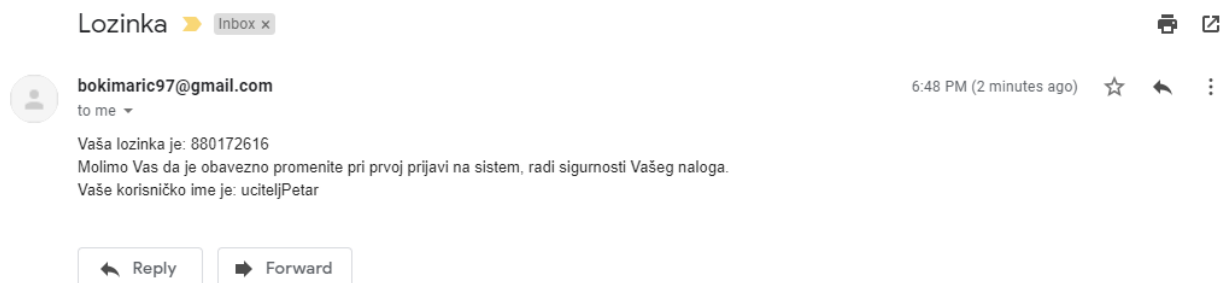 Lozinka Inbox x
bokimaric97@gmail.com 6:48 PM (2 minutes ago)
to me
Vaša lozinka je: 880172616
Molimo Vas da je obavezno promenite pri prvoj prijavi na sistem, radi sigurnosti Vašeg naloga.
Vaše korisničko ime je: uciteljPetar
Reply Forward